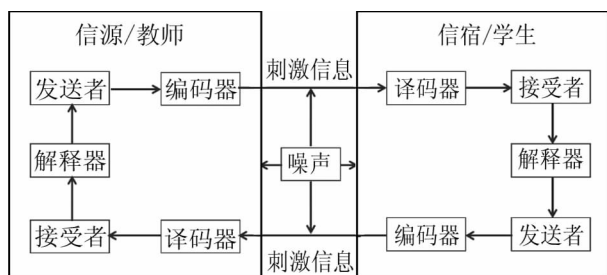 信源/教师
信宿/学生
发送者
编码器
刺激信息
译码器
接受者
解释器
噪声
解释器
接受者
译码器
刺激信息
编码器
发送者